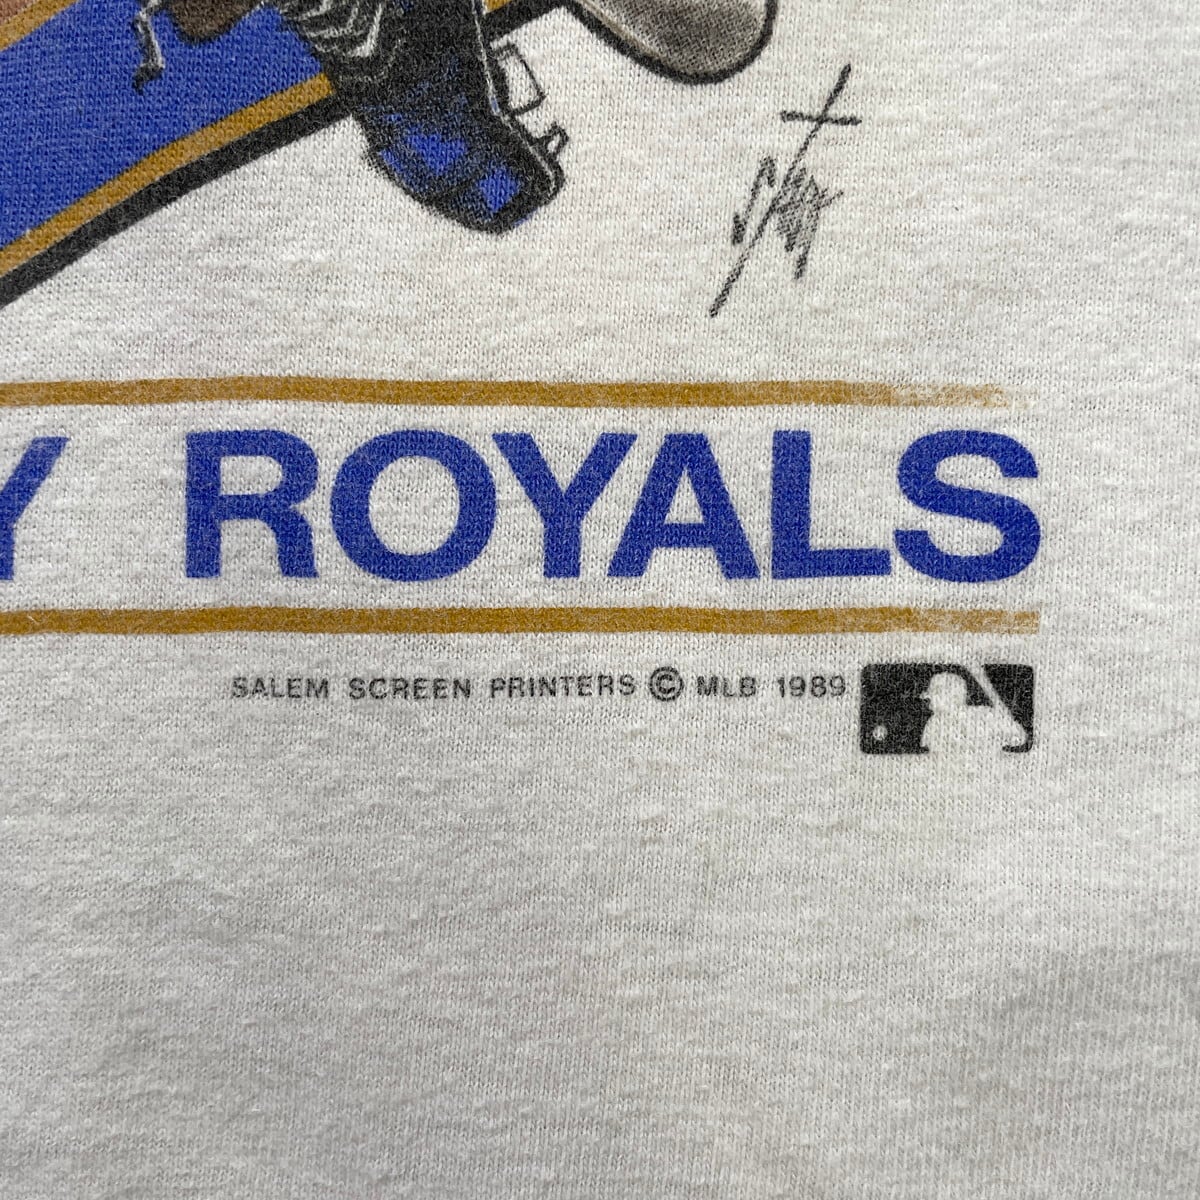 Y ROYALS
SALEM SCREEN PRINTERS © MLB 1989